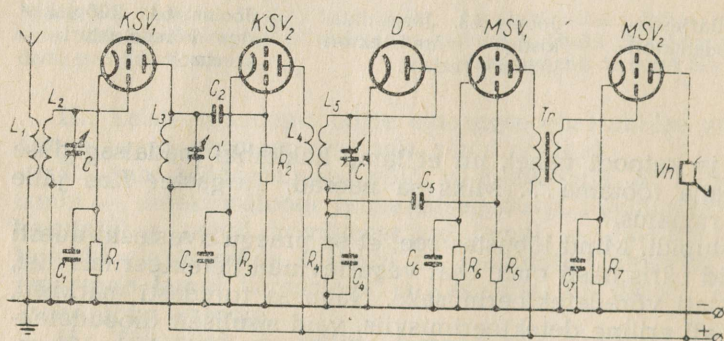 KSV₁ KSV₂ D MSV₁ MSV₂
L₁ L₂ C L₃ C' C₂ R₂ L₄ L₅ C" Tr Vh
C₅
C₁ R₁ C₃ R₃ R₄ C₄ C₆ R₆ R₅ C₇ R₇
−
+